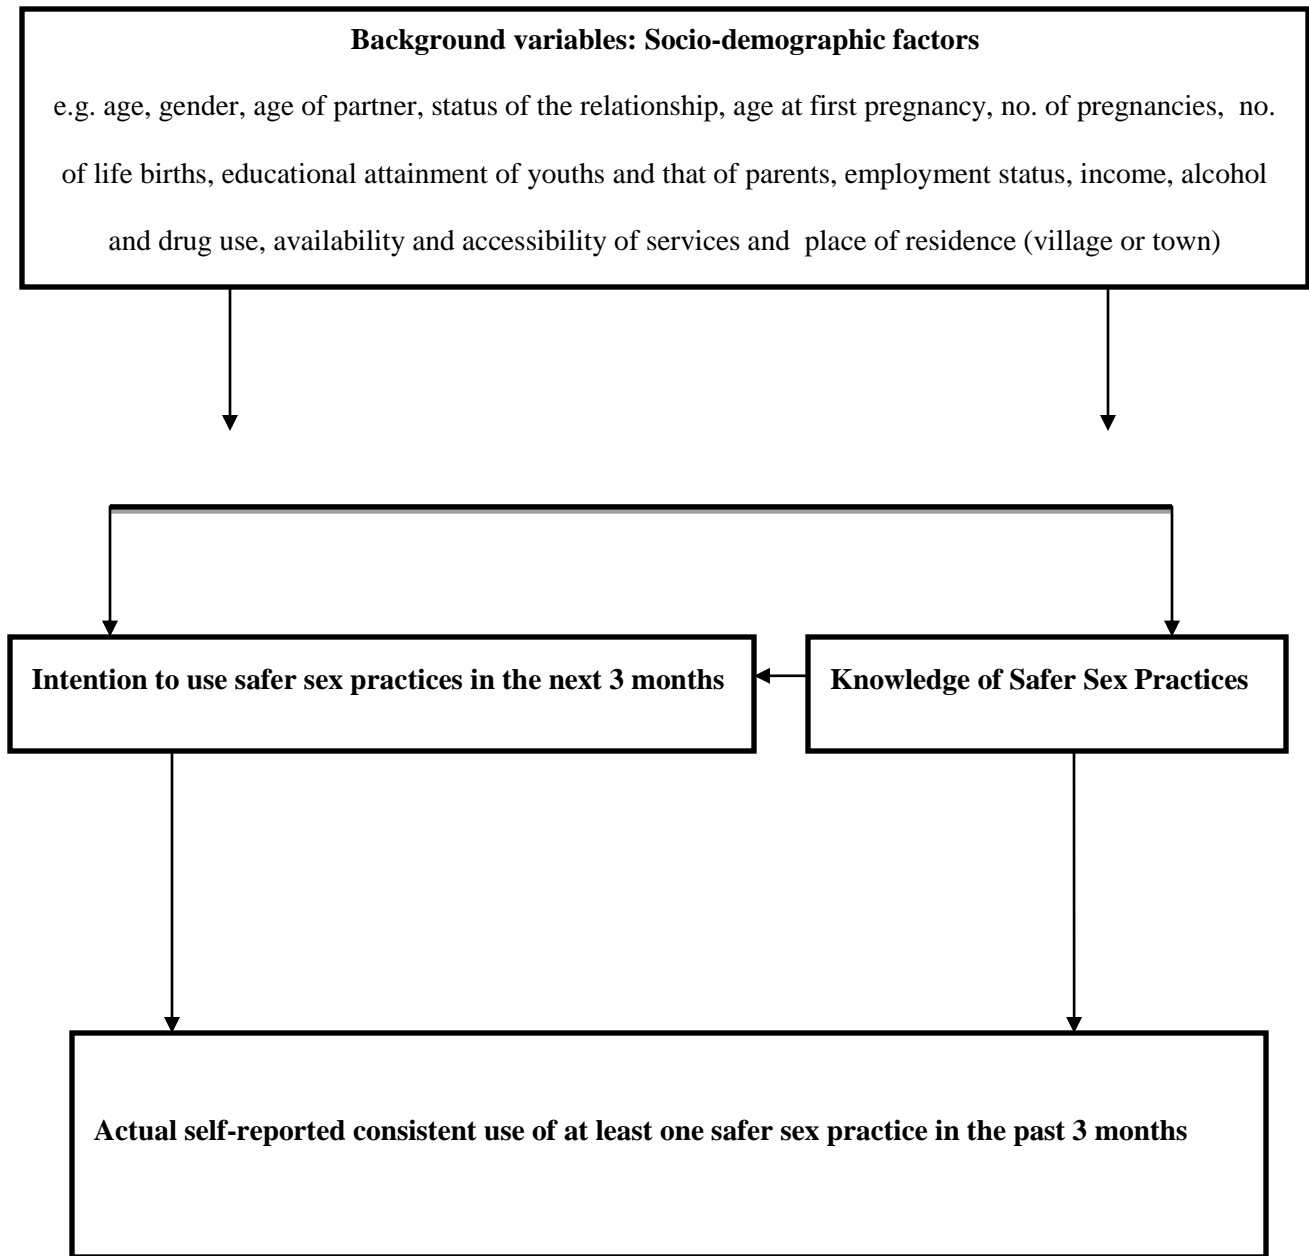 Background variables: Socio-demographic factors
e.g. age, gender, age of partner, status of the relationship, age at first pregnancy, no. of pregnancies, no.
of life births, educational attainment of youths and that of parents, employment status, income, alcohol
and drug use, availability and accessibility of services and place of residence (village or town)
Intention to use safer sex practices in the next 3 months
Knowledge of Safer Sex Practices
Actual self-reported consistent use of at least one safer sex practice in the past 3 months